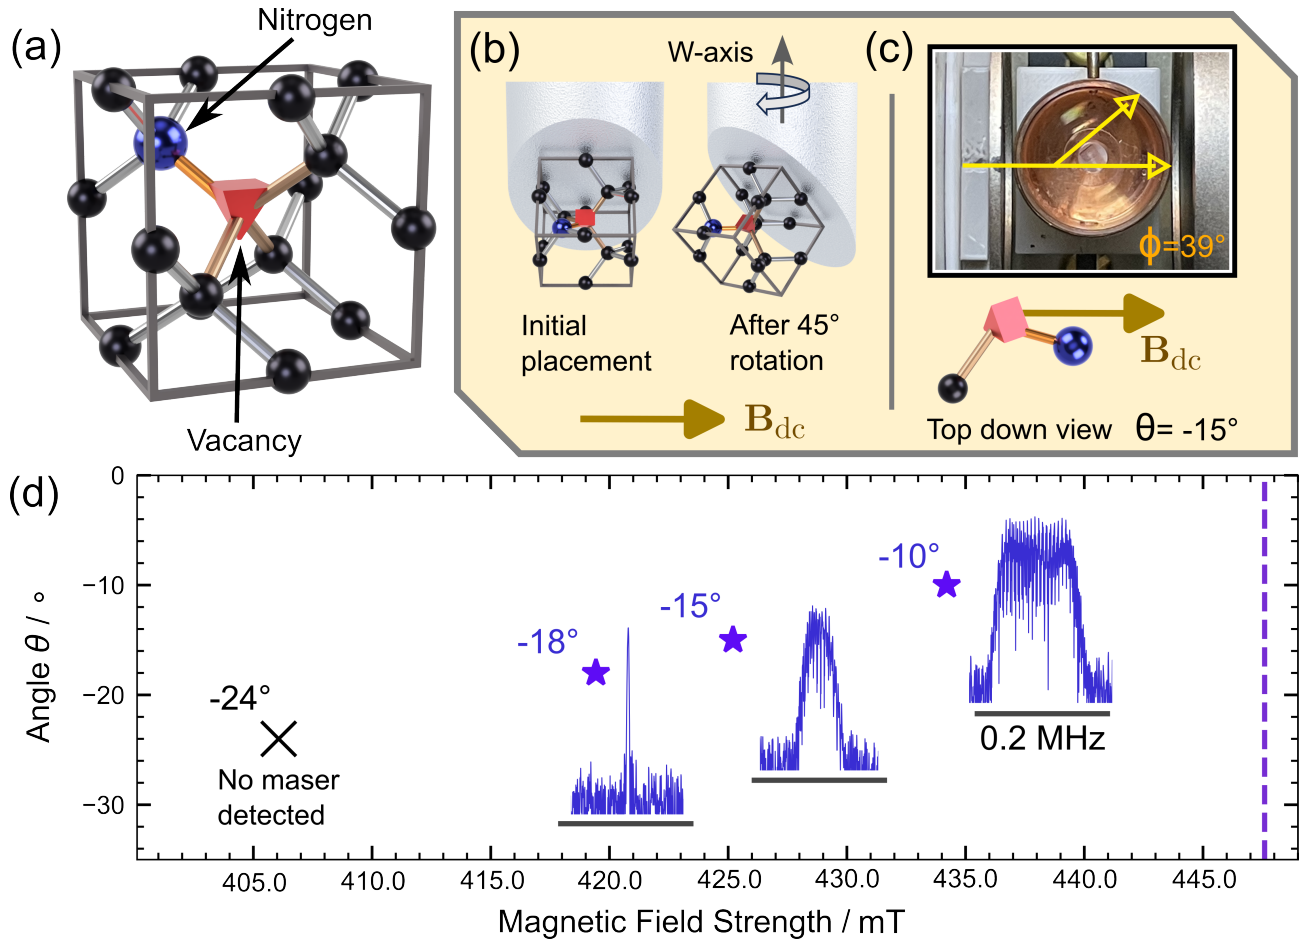 (a)
Nitrogen
Vacancy
(b)
W-axis
Initial
placement
After 45°
rotation
B_dc
(c)
ϕ=39°
B_dc
Top down view θ= -15°
(d)
0
−10
−20
−30
Angle θ / °
-24°
No maser
detected
-18°
-15°
-10°
0.2 MHz
405.0 410.0 415.0 420.0 425.0 430.0 435.0 440.0 445.0
Magnetic Field Strength / mT